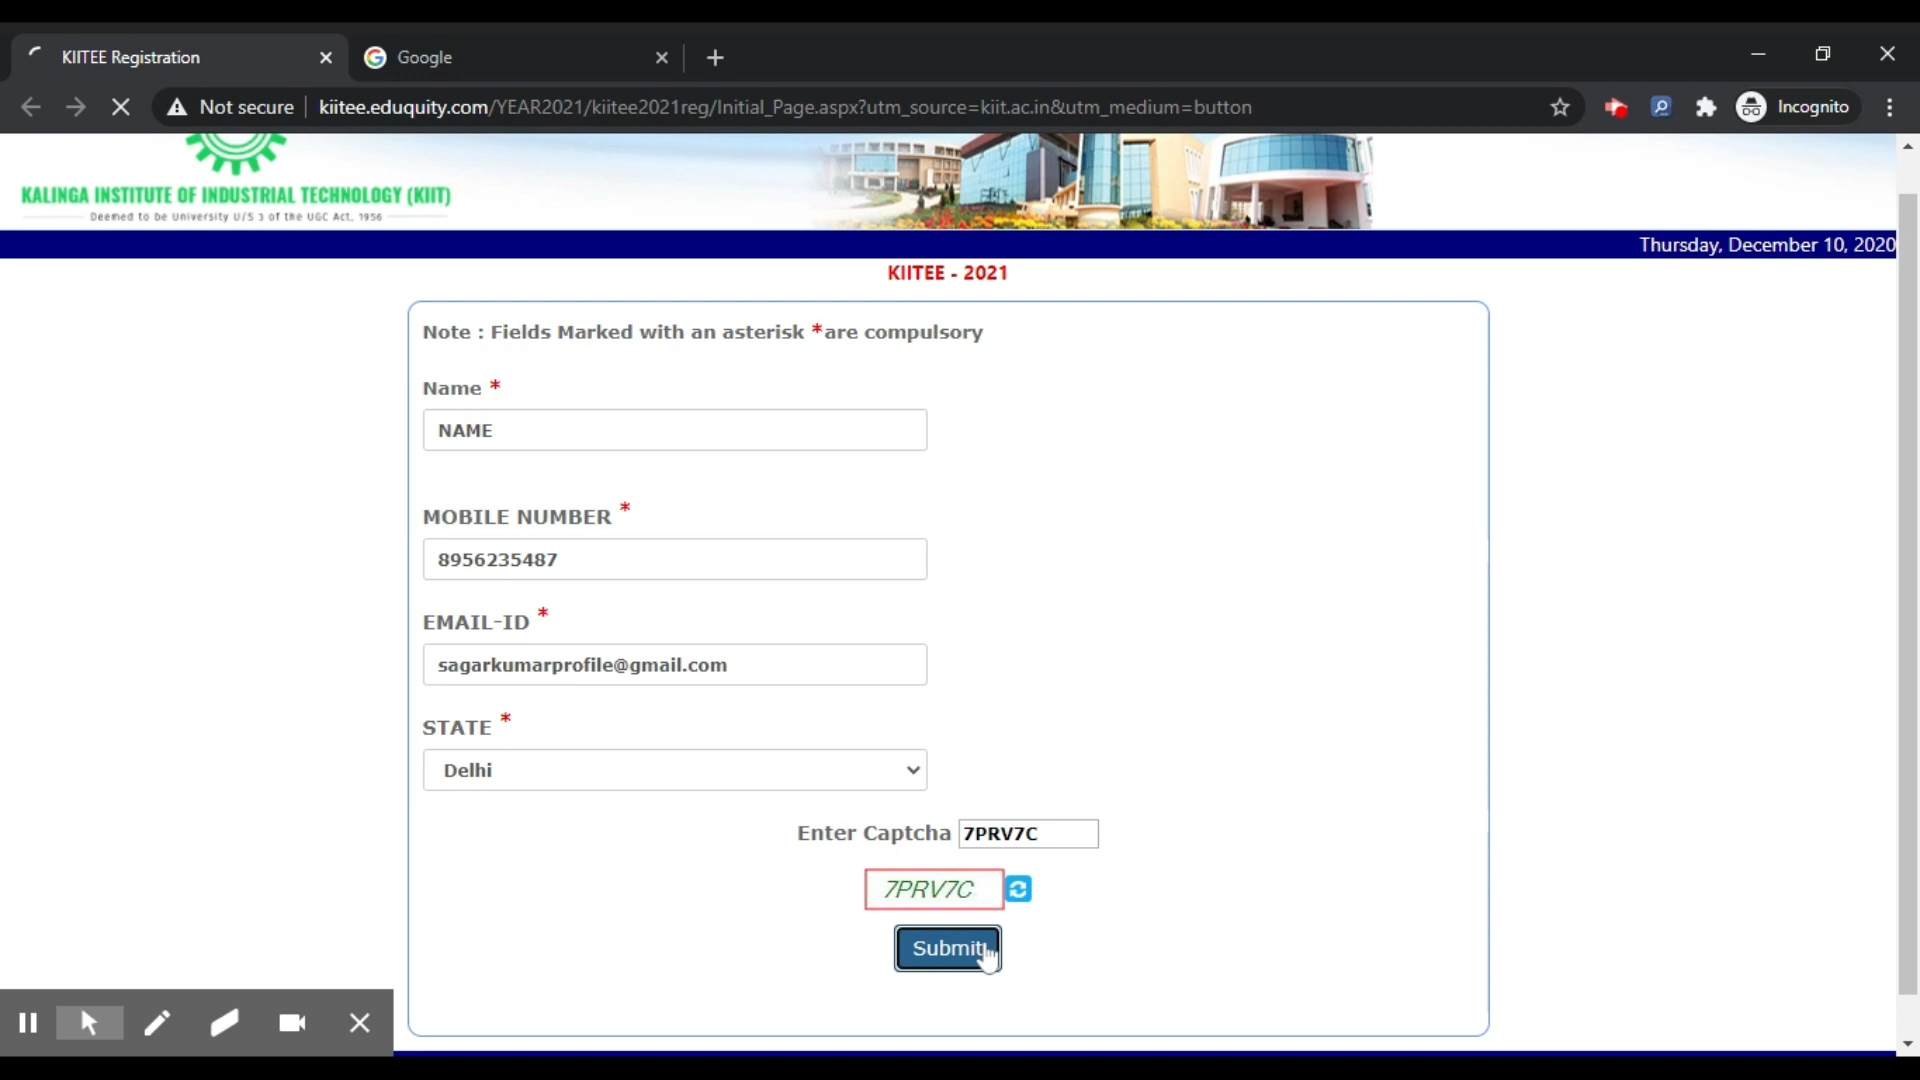 KIITEE Registration
Google
Not secure
kiitee.eduquity.com/YEAR2021/kiitee2021reg/Initial_Page.aspx?utm_source=kiit.ac.in&utm_medium=button
Incognito
KALINGA INSTITUTE OF INDUSTRIAL TECHNOLOGY (KIIT)
Deemed to be University U/S 3 of the UGC Act, 1956
Thursday, December 10, 2020
KIITEE - 2021
Note : Fields Marked with an asterisk *are compulsory
Name *
NAME
MOBILE NUMBER *
8956235487
EMAIL-ID *
sagarkumarprofile@gmail.com
STATE *
Delhi
Enter Captcha 7PRV7C
7PRV7C
Submit